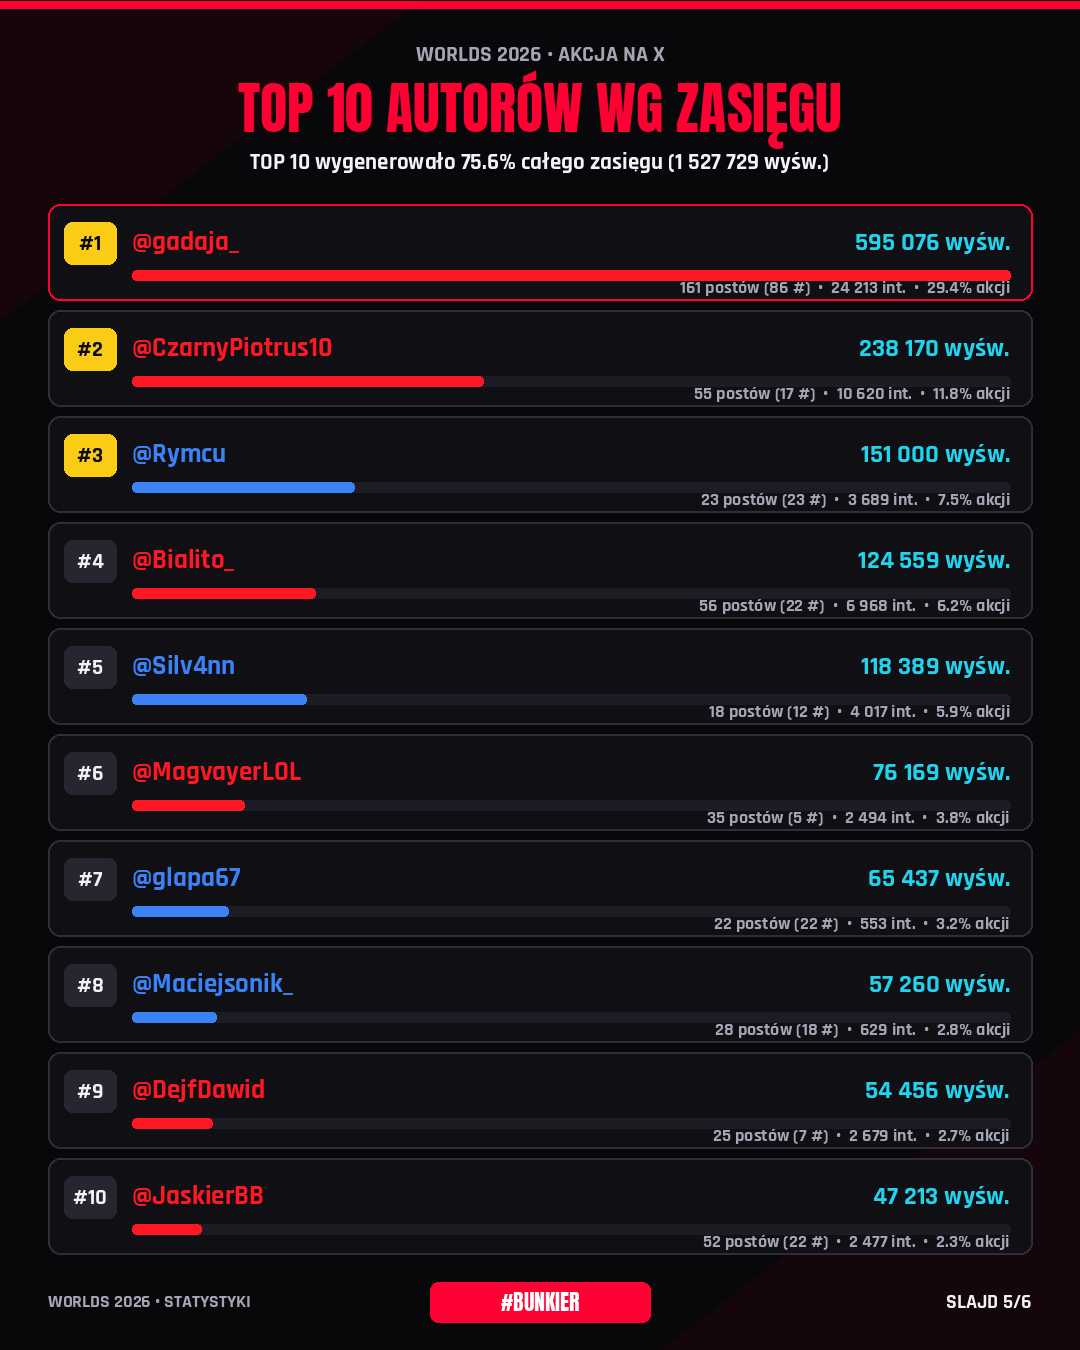 WORLDS 2026 • AKCJA NA X
TOP 10 AUTORÓW WG ZASIĘGU
TOP 10 wygenerowało 75.6% całego zasięgu (1 527 729 wyśw.)
#1 @gadaja_ 595 076 wyśw.
161 postów (86 #) • 24 213 int. • 29.4% akcji
#2 @CzarnyPiotrus10 238 170 wyśw.
55 postów (17 #) • 10 620 int. • 11.8% akcji
#3 @Rymcu 151 000 wyśw.
23 postów (23 #) • 3 689 int. • 7.5% akcji
#4 @Bialito_ 124 559 wyśw.
56 postów (22 #) • 6 968 int. • 6.2% akcji
#5 @Silv4nn 118 389 wyśw.
18 postów (12 #) • 4 017 int. • 5.9% akcji
#6 @MagvayerLOL 76 169 wyśw.
35 postów (5 #) • 2 494 int. • 3.8% akcji
#7 @glapa67 65 437 wyśw.
22 postów (22 #) • 553 int. • 3.2% akcji
#8 @Maciejsonik_ 57 260 wyśw.
28 postów (18 #) • 629 int. • 2.8% akcji
#9 @DejfDawid 54 456 wyśw.
25 postów (7 #) • 2 679 int. • 2.7% akcji
#10 @JaskierBB 47 213 wyśw.
52 postów (22 #) • 2 477 int. • 2.3% akcji
WORLDS 2026 • STATYSTYKI #BUNKIER SLAJD 5/6